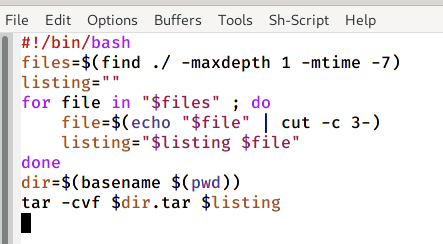 File Edit Options Buffers Tools Sh-Script Help
#!/bin/bash
files=$(find ./ -maxdepth 1 -mtime -7)
listing=""
for file in "$files" ; do
    file=$(echo "$file" | cut -c 3-)
    listing="$listing $file"
done
dir=$(basename $(pwd))
tar -cvf $dir.tar $listing